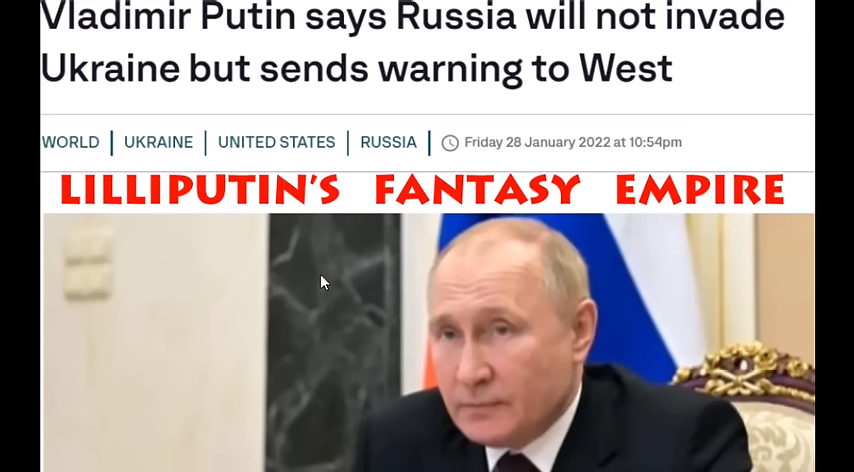 Vladimir Putin says Russia will not invade
Ukraine but sends warning to West
WORLD | UKRAINE | UNITED STATES | RUSSIA | Friday 28 January 2022 at 10:54pm
LILLIPUTIN'S FANTASY EMPIRE